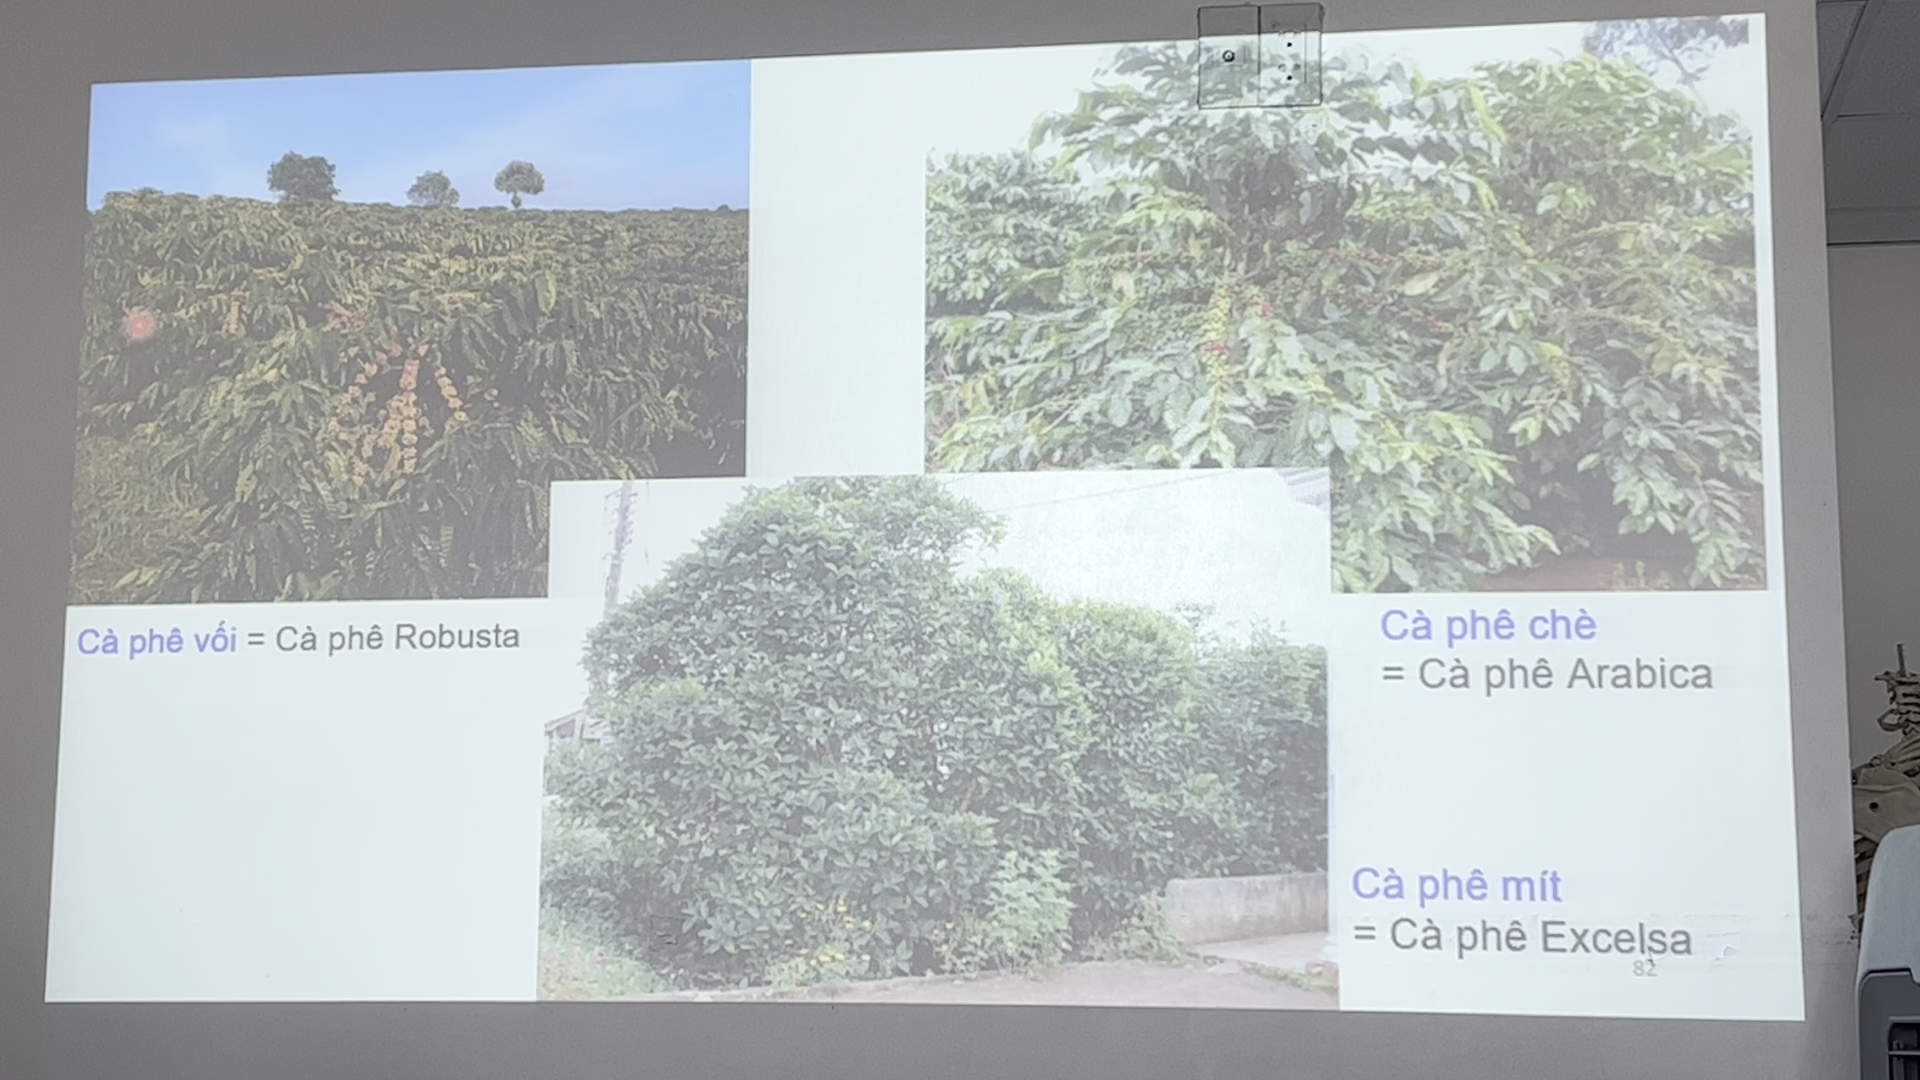 Cà phê vối = Cà phê Robusta
Cà phê chè
= Cà phê Arabica
Cà phê mít
= Cà phê Excelsa
82